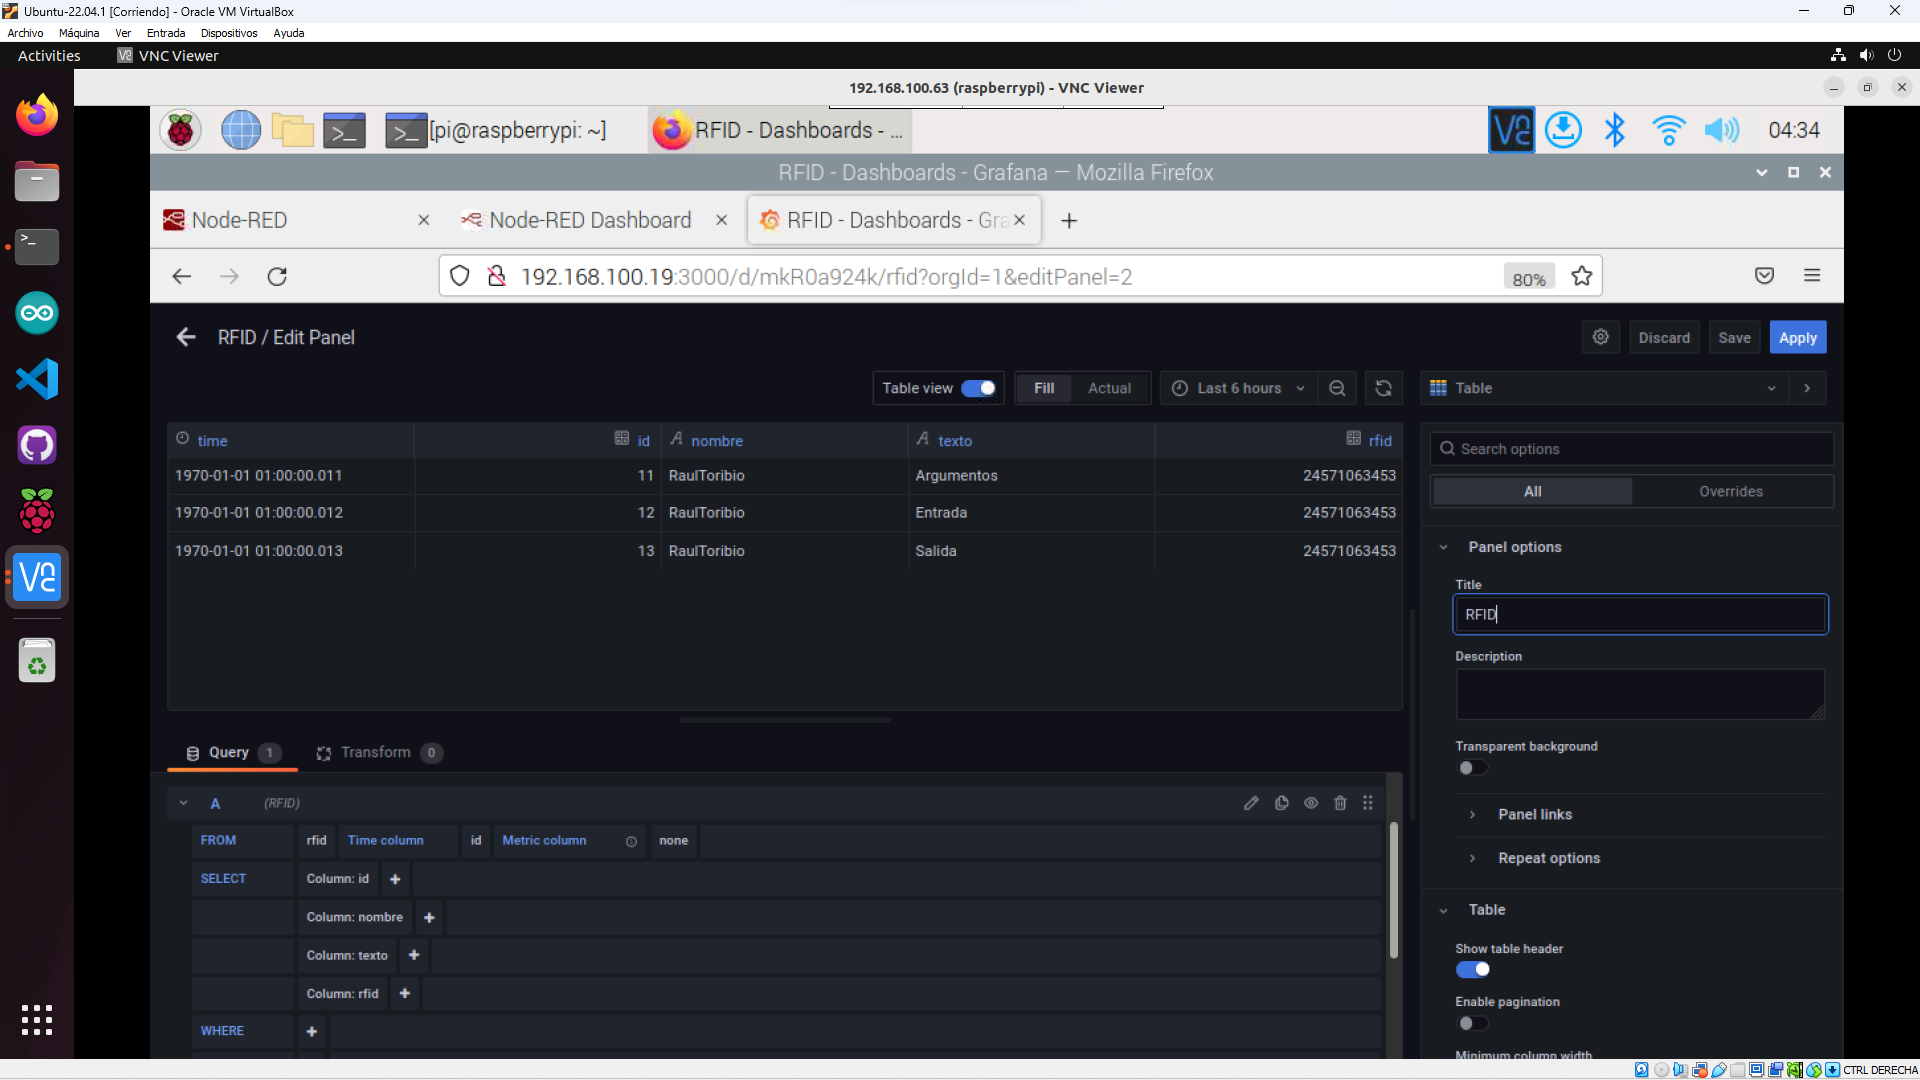 Ubuntu-22.04.1 [Corriendo] - Oracle VM VirtualBox
Archivo Máquina Ver Entrada Dispositivos Ayuda
Activities VNC Viewer
192.168.100.63 (raspberrypi) - VNC Viewer
[pi@raspberrypi: ~] RFID - Dashboards - ... 04:34
RFID - Dashboards - Grafana — Mozilla Firefox
Node-RED Node-RED Dashboard RFID - Dashboards - Gra
192.168.100.19:3000/d/mkR0a924k/rfid?orgId=1&editPanel=2 80%
RFID / Edit Panel Discard Save Apply
Table view Fill Actual Last 6 hours Table
time id nombre texto rfid
1970-01-01 01:00:00.011 11 RaulToribio Argumentos 24571063453
1970-01-01 01:00:00.012 12 RaulToribio Entrada 24571063453
1970-01-01 01:00:00.013 13 RaulToribio Salida 24571063453
Search options
All Overrides
Panel options
Title
RFID
Description
Transparent background
Panel links
Repeat options
Table
Show table header
Enable pagination
Minimum column width
Query 1 Transform 0
A (RFID)
FROM rfid Time column id Metric column none
SELECT Column: id +
Column: nombre +
Column: texto +
Column: rfid +
WHERE +
CTRL DERECHA